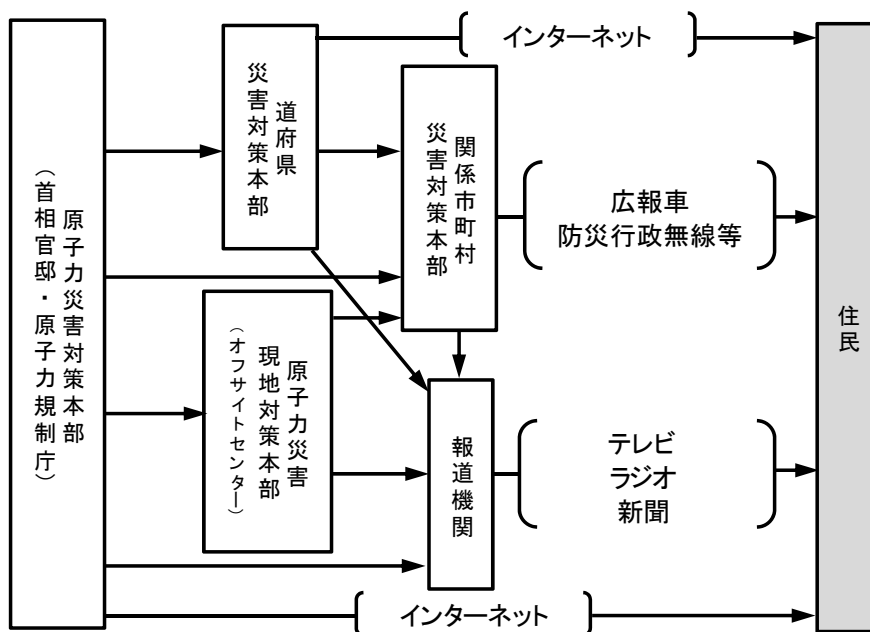 原子力災害対策本部
（首相官邸・原子力規制庁）
道府県
災害対策本部
インターネット
関係市町村
災害対策本部
広報車
防災行政無線等
原子力災害
現地対策本部
（オフサイトセンター）
報道機関
テレビ
ラジオ
新聞
インターネット
住民